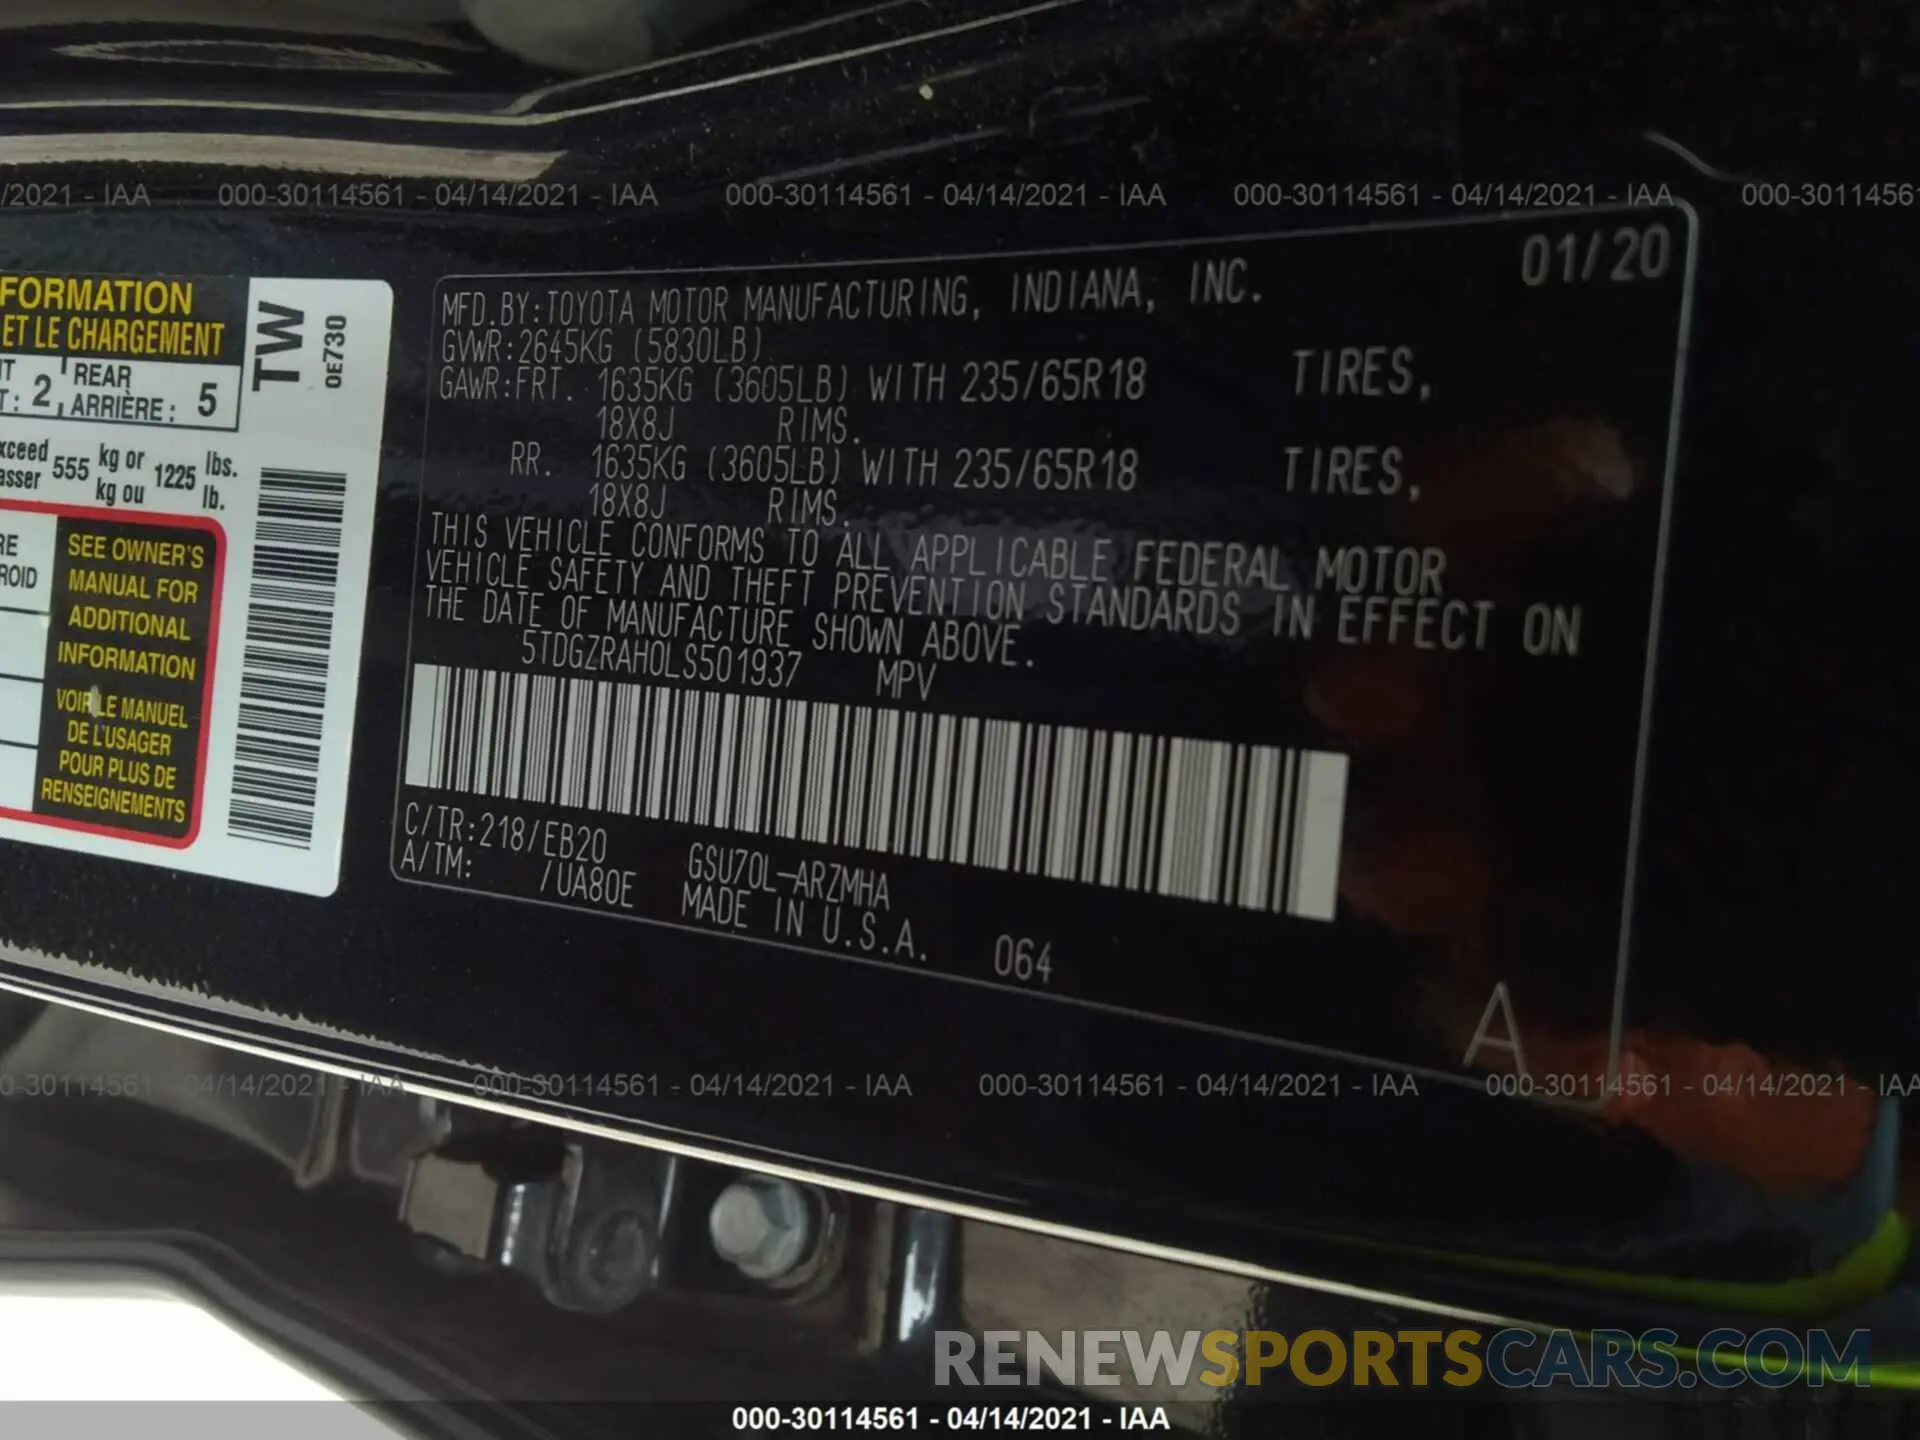 /2021 - IAA 000-30114561 - 04/14/2021 - IAA 000-30114561 - 04/14/2021 - IAA 000-30114561 - 04/14/2021 - IAA 000-3011456
FORMATION
ET LE CHARGEMENT
T : 2 REAR ARRIÈRE : 5
xceed
asser 555 kg or kg ou 1225 lbs. lb.
RE
ROID
SEE OWNER'S
MANUAL FOR
ADDITIONAL
INFORMATION
VOIR LE MANUEL
DE L'USAGER
POUR PLUS DE
RENSEIGNEMENTS
TW
0E730
01/20
MFD.BY:TOYOTA MOTOR MANUFACTURING, INDIANA, INC.
GVWR:2645KG (5830LB)
GAWR:FRT. 1635KG (3605LB) WITH 235/65R18 TIRES,
18X8J RIMS.
RR. 1635KG (3605LB) WITH 235/65R18 TIRES,
18X8J RIMS.
THIS VEHICLE CONFORMS TO ALL APPLICABLE FEDERAL MOTOR
VEHICLE SAFETY AND THEFT PREVENTION STANDARDS IN EFFECT ON
THE DATE OF MANUFACTURE SHOWN ABOVE.
5TDGZRAH0LS501937 MPV
C/TR:218/EB20 GSU70L-ARZMHA
A/TM: /UA80E MADE IN U.S.A. 064
A
0-30114561 - 04/14/2021 - IAA 000-30114561 - 04/14/2021 - IAA 000-30114561 - 04/14/2021 - IAA 000-30114561 - 04/14/2021 - IAA
RENEWSPORTSCARS.COM
000-30114561 - 04/14/2021 - IAA